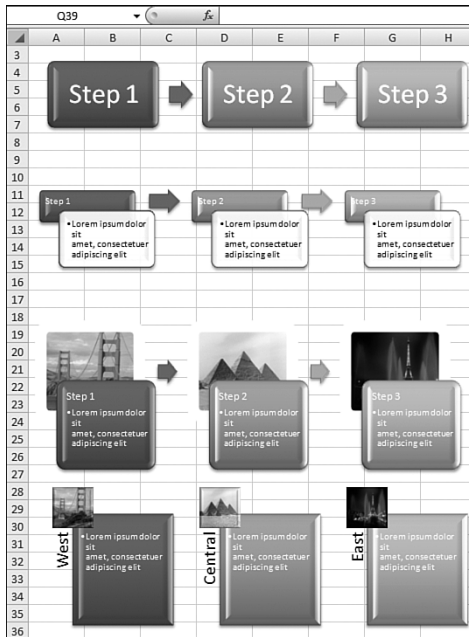 Q39
fx
A B C D E F G H
3
4
Step 1 Step 2 Step 3
5
6
7
8
9
10
11
Step 1 Step 2 Step 3
12
•Lorem ipsum dolor •Lorem ipsum dolor •Lorem ipsum dolor
13
sit sit sit
amet, consectetuer amet, consectetuer amet, consectetuer
14
adipiscing elit adipiscing elit adipiscing elit
15
16
17
18
19
20
21
22
Step 1 Step 2 Step 3
23
•Lorem ipsum dolor •Lorem ipsum dolor •Lorem ipsum dolor
24
sit sit sit
amet, consectetuer amet, consectetuer amet, consectetuer
25
adipiscing elit adipiscing elit adipiscing elit
26
27
28
29
30
West Central East
•Lorem ipsum dolor •Lorem ipsum dolor •Lorem ipsum dolor
sit sit sit
31
amet, consectetuer amet, consectetuer amet, consectetuer
adipiscing elit adipiscing elit adipiscing elit
32
33
34
35
36